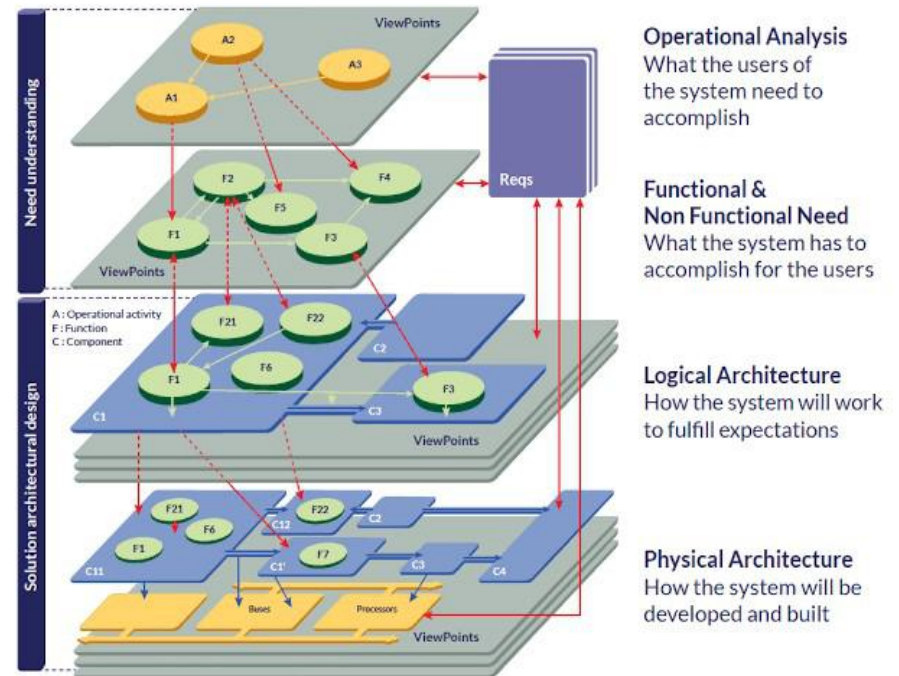 Need understanding
ViewPoints
A2
A3
A1
Reqs
Operational Analysis
What the users of
the system need to
accomplish
F2
F4
F5
F1
F3
ViewPoints
Functional &
Non Functional Need
What the system has to
accomplish for the users
Solution architectural design
A : Operational activity
F : Function
C : Component
F21
F22
F6
F1
C1
C2
F3
C3
ViewPoints
Logical Architecture
How the system will work
to fulfill expectations
F21
F6
F1
C11
F22
C12
C2
F7
C1'
C3
C4
Buses
Processors
ViewPoints
Physical Architecture
How the system will be
developed and built